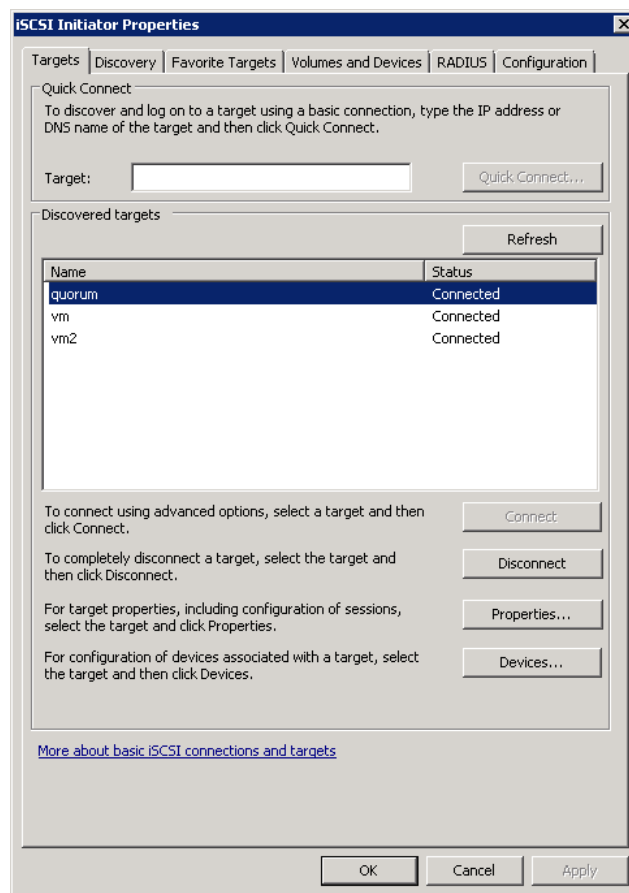 iSCSI Initiator Properties
Targets Discovery Favorite Targets Volumes and Devices RADIUS Configuration
Quick Connect
To discover and log on to a target using a basic connection, type the IP address or
DNS name of the target and then click Quick Connect.
Target: Quick Connect...
Discovered targets
Refresh
Name Status
quorum Connected
vm Connected
vm2 Connected
To connect using advanced options, select a target and then
click Connect.
Connect
To completely disconnect a target, select the target and
then click Disconnect.
Disconnect
For target properties, including configuration of sessions,
select the target and click Properties.
Properties...
For configuration of devices associated with a target, select
the target and then click Devices.
Devices...
More about basic iSCSI connections and targets
OK Cancel Apply